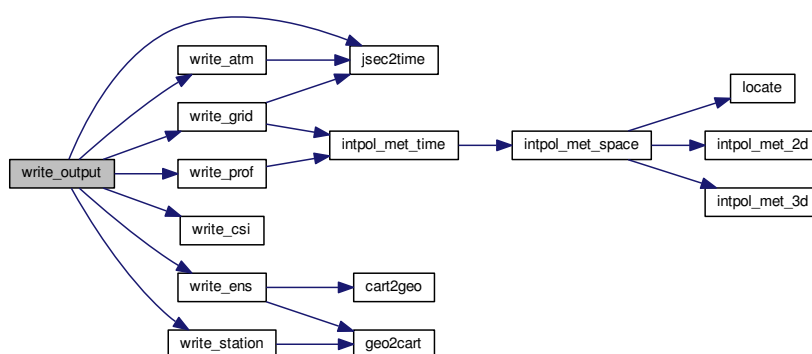 write_output
write_atm
write_grid
write_prof
write_csi
write_ens
write_station
jsec2time
intpol_met_time
cart2geo
geo2cart
intpol_met_space
locate
intpol_met_2d
intpol_met_3d